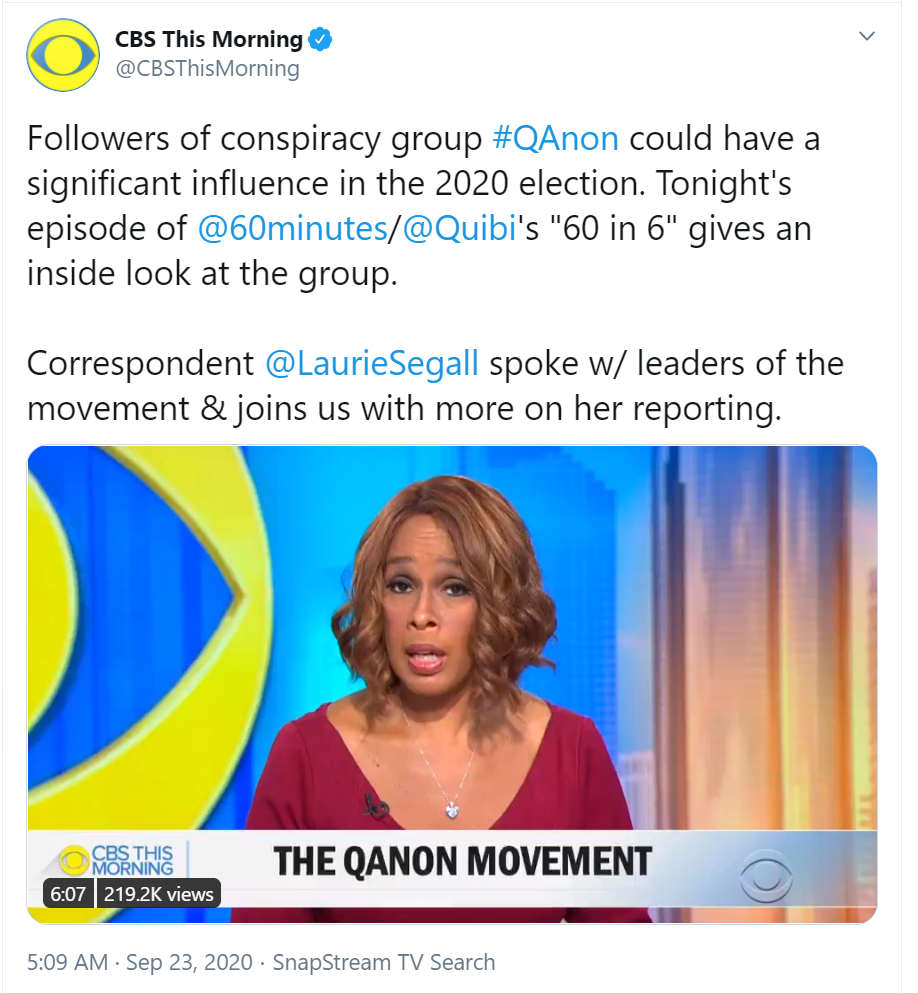 CBS This Morning
@CBSThisMorning
Followers of conspiracy group #QAnon could have a
significant influence in the 2020 election. Tonight's
episode of @60minutes/@Quibi's "60 in 6" gives an
inside look at the group.
Correspondent @LaurieSegall spoke w/ leaders of the
movement & joins us with more on her reporting.
CBS THIS
MORNING
THE QANON MOVEMENT
6:07 219.2K views
5:09 AM · Sep 23, 2020 · SnapStream TV Search